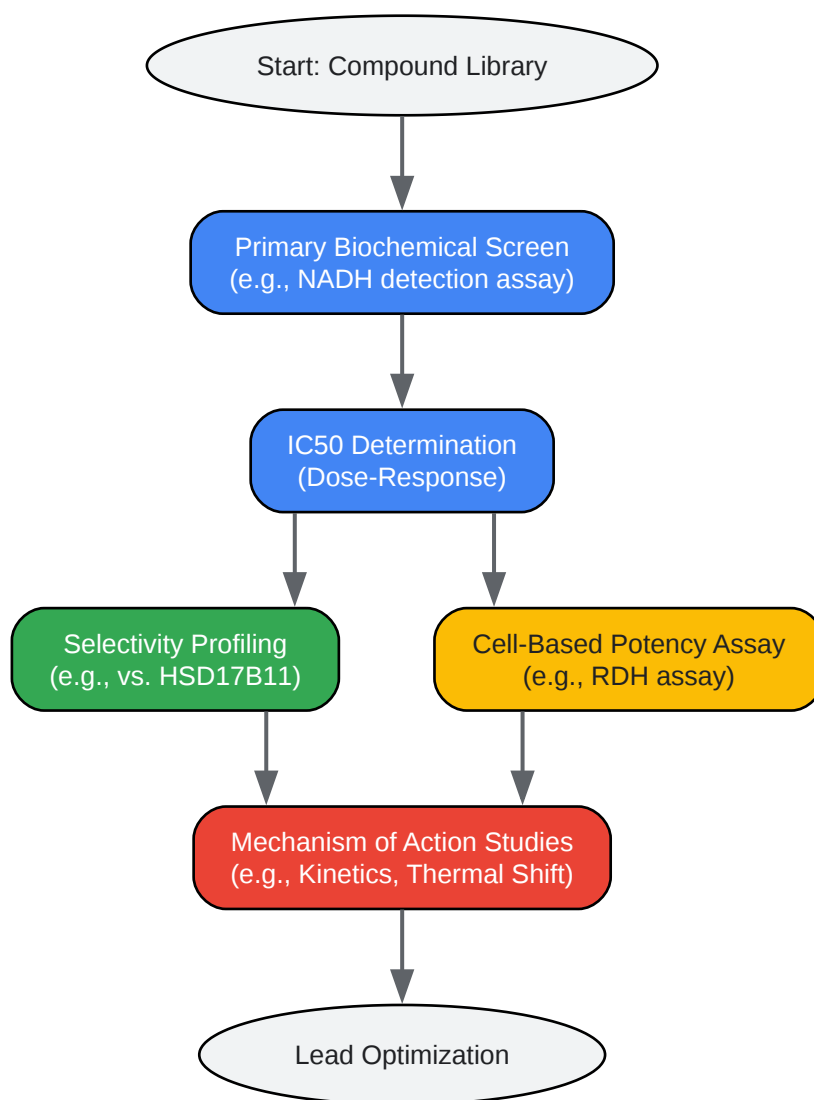 Start: Compound Library
Primary Biochemical Screen
(e.g., NADH detection assay)
IC50 Determination
(Dose-Response)
Selectivity Profiling
(e.g., vs. HSD17B11)
Cell-Based Potency Assay
(e.g., RDH assay)
Mechanism of Action Studies
(e.g., Kinetics, Thermal Shift)
Lead Optimization